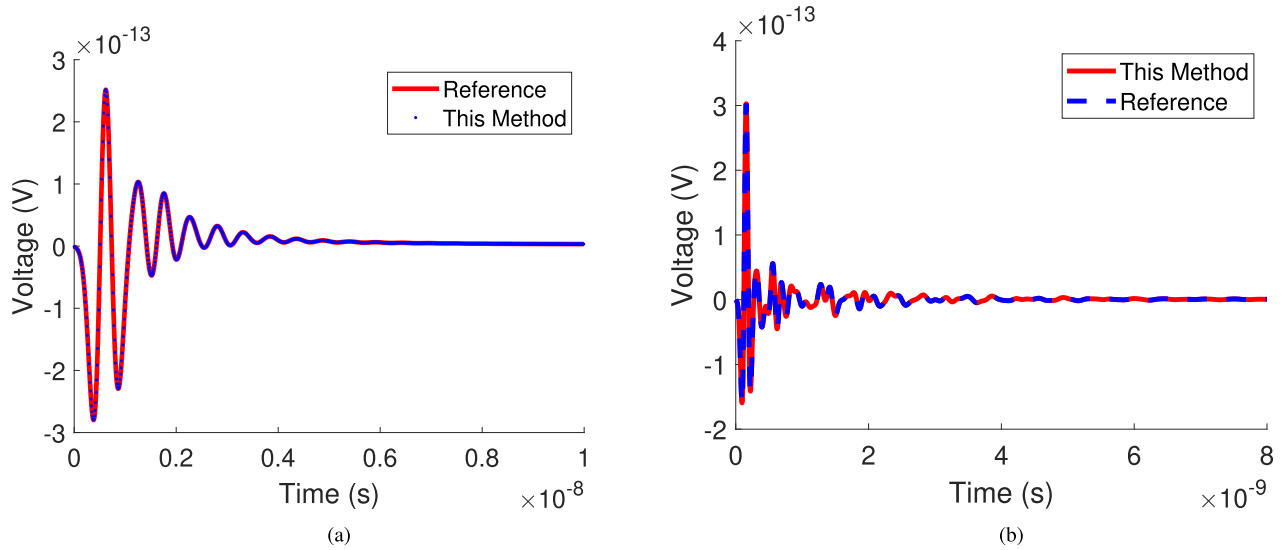 ×10⁻¹³
3
2
1
0
-1
-2
-3
Voltage (V)
Reference
This Method
0 0.2 0.4 0.6 0.8 1
Time (s)
×10⁻⁸
(a)
×10⁻¹³
4
3
2
1
0
-1
-2
Voltage (V)
This Method
Reference
0 2 4 6 8
Time (s)
×10⁻⁹
(b)